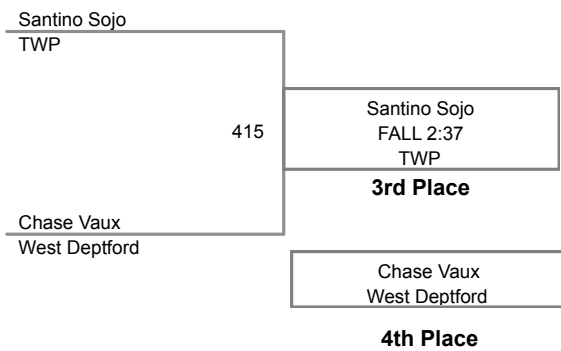 Santino Sojo
TWP
415
Santino Sojo
FALL 2:37
TWP
3rd Place
Chase Vaux
West Deptford
Chase Vaux
West Deptford
4th Place